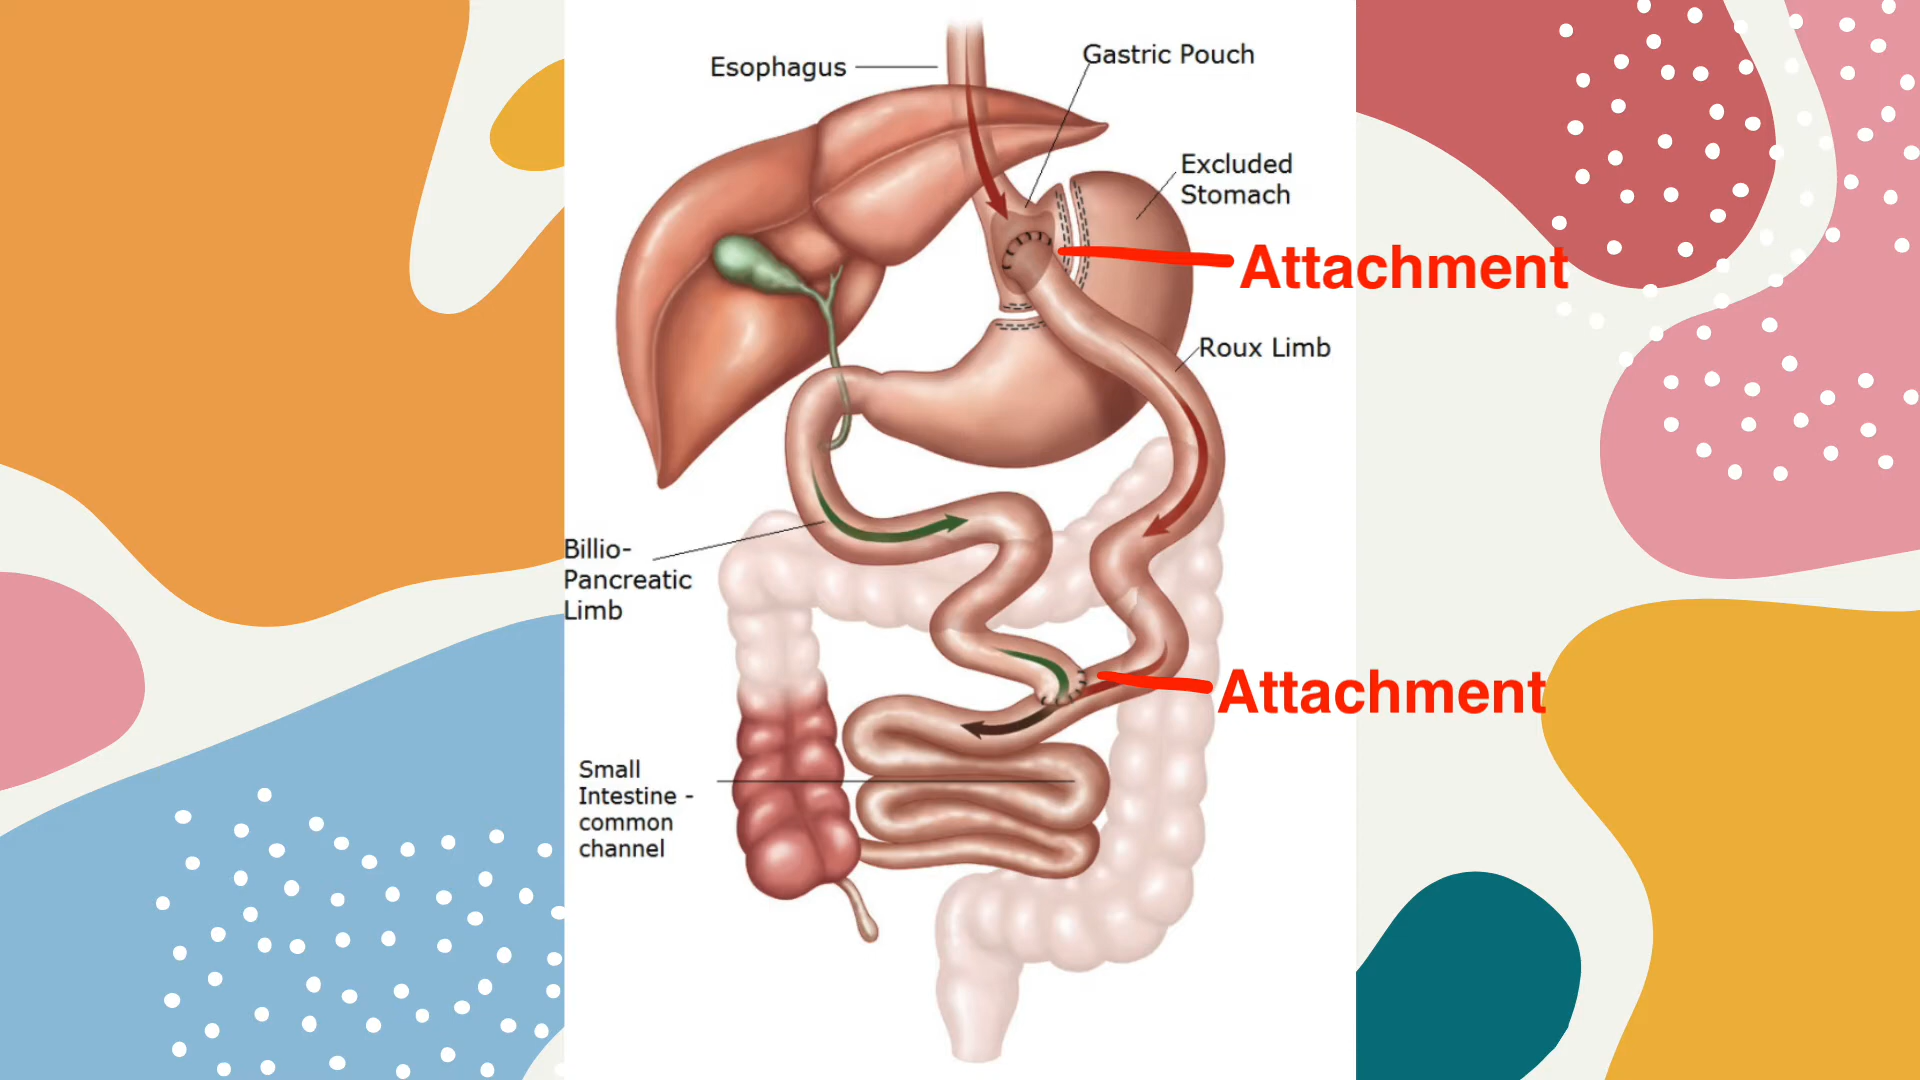 Esophagus
Gastric Pouch
Excluded
Stomach
Attachment
Roux Limb
Billio-
Pancreatic
Limb
Attachment
Small
Intestine -
common
channel